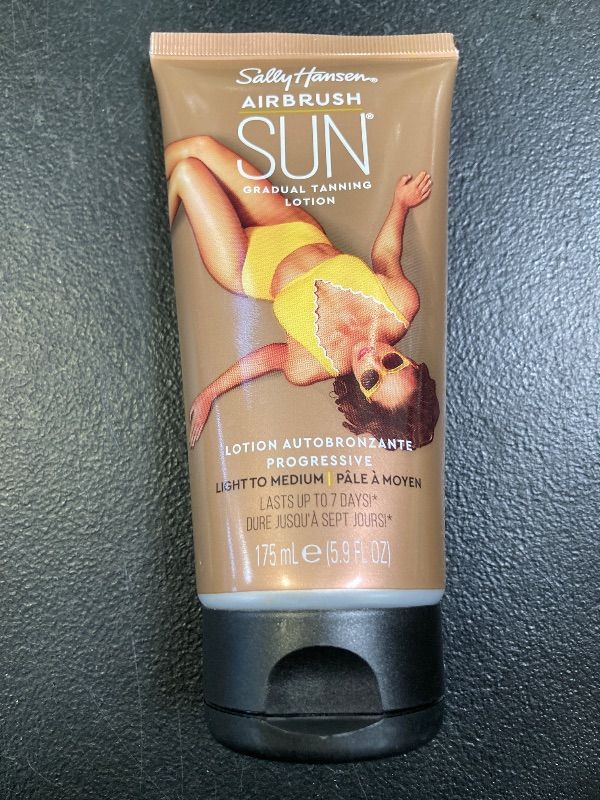 Sally Hansen®
AIRBRUSH
SUN®
GRADUAL TANNING
LOTION
LOTION AUTOBRONZANTE
PROGRESSIVE
LIGHT TO MEDIUM | PÂLE À MOYEN
LASTS UP TO 7 DAYS!*
DURE JUSQU'À SEPT JOURS!*
175 mL e (5.9 FL OZ)